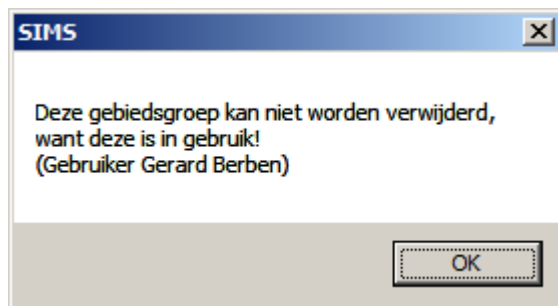 SIMS
Deze gebiedsgroep kan niet worden verwijderd,
want deze is in gebruik!
(Gebruiker Gerard Berben)
OK